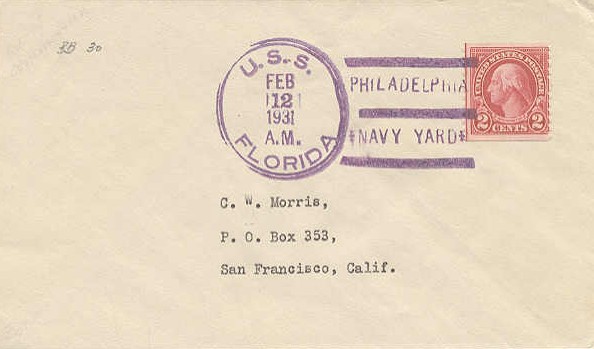 RB 30
U.S.S.
FEB
12
1931
A.M.
FLORIDA
PHILADELPHIA
*NAVY YARD*
UNITED STATES POSTAGE
2 CENTS 2
C. W. Morris,
P. O. Box 353,
San Francisco, Calif.